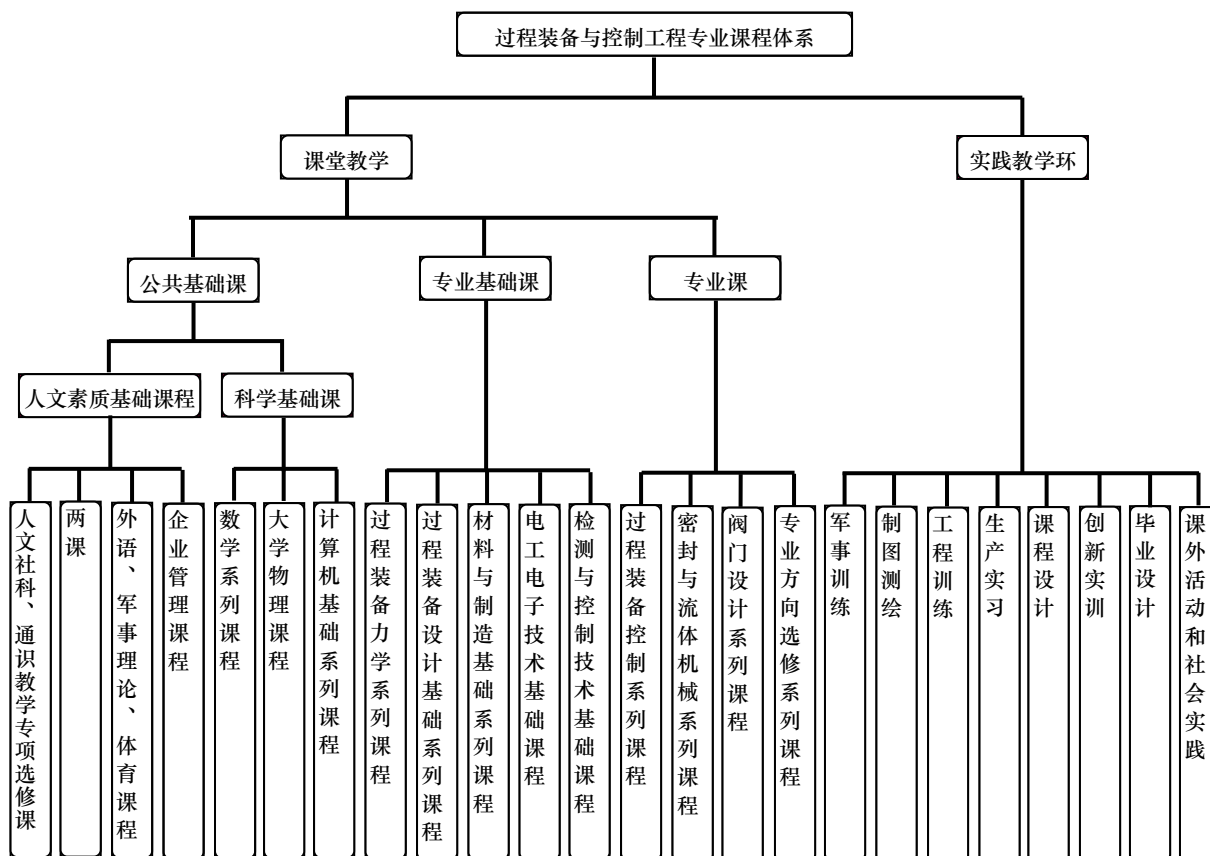 过程装备与控制工程专业课程体系
课堂教学
实践教学环
公共基础课
专业基础课
专业课
人文素质基础课程
科学基础课
人文社科、通识教学专项选修课
两课
外语、军事理论、体育课程
企业管理课程
数学系列课程
大学物理课程
计算机基础系列课程
过程装备力学系列课程
过程装备设计基础系列课程
材料与制造基础系列课程
电工电子技术基础课程
检测与控制技术基础课程
过程装备控制系列课程
密封与流体机械系列课程
阀门设计系列课程
专业方向选修系列课程
军事训练
制图测绘
工程训练
生产实习
课程设计
创新实训
毕业设计
课外活动和社会实践